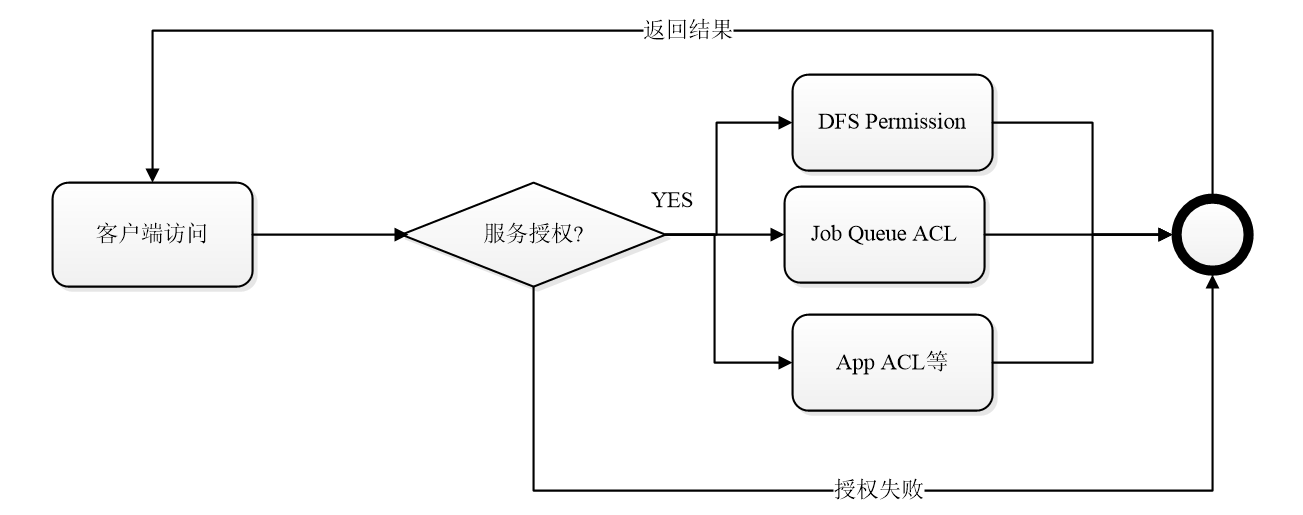 返回结果
DFS Permission
YES
客户端访问
服务授权?
Job Queue ACL
App ACL等
授权失败